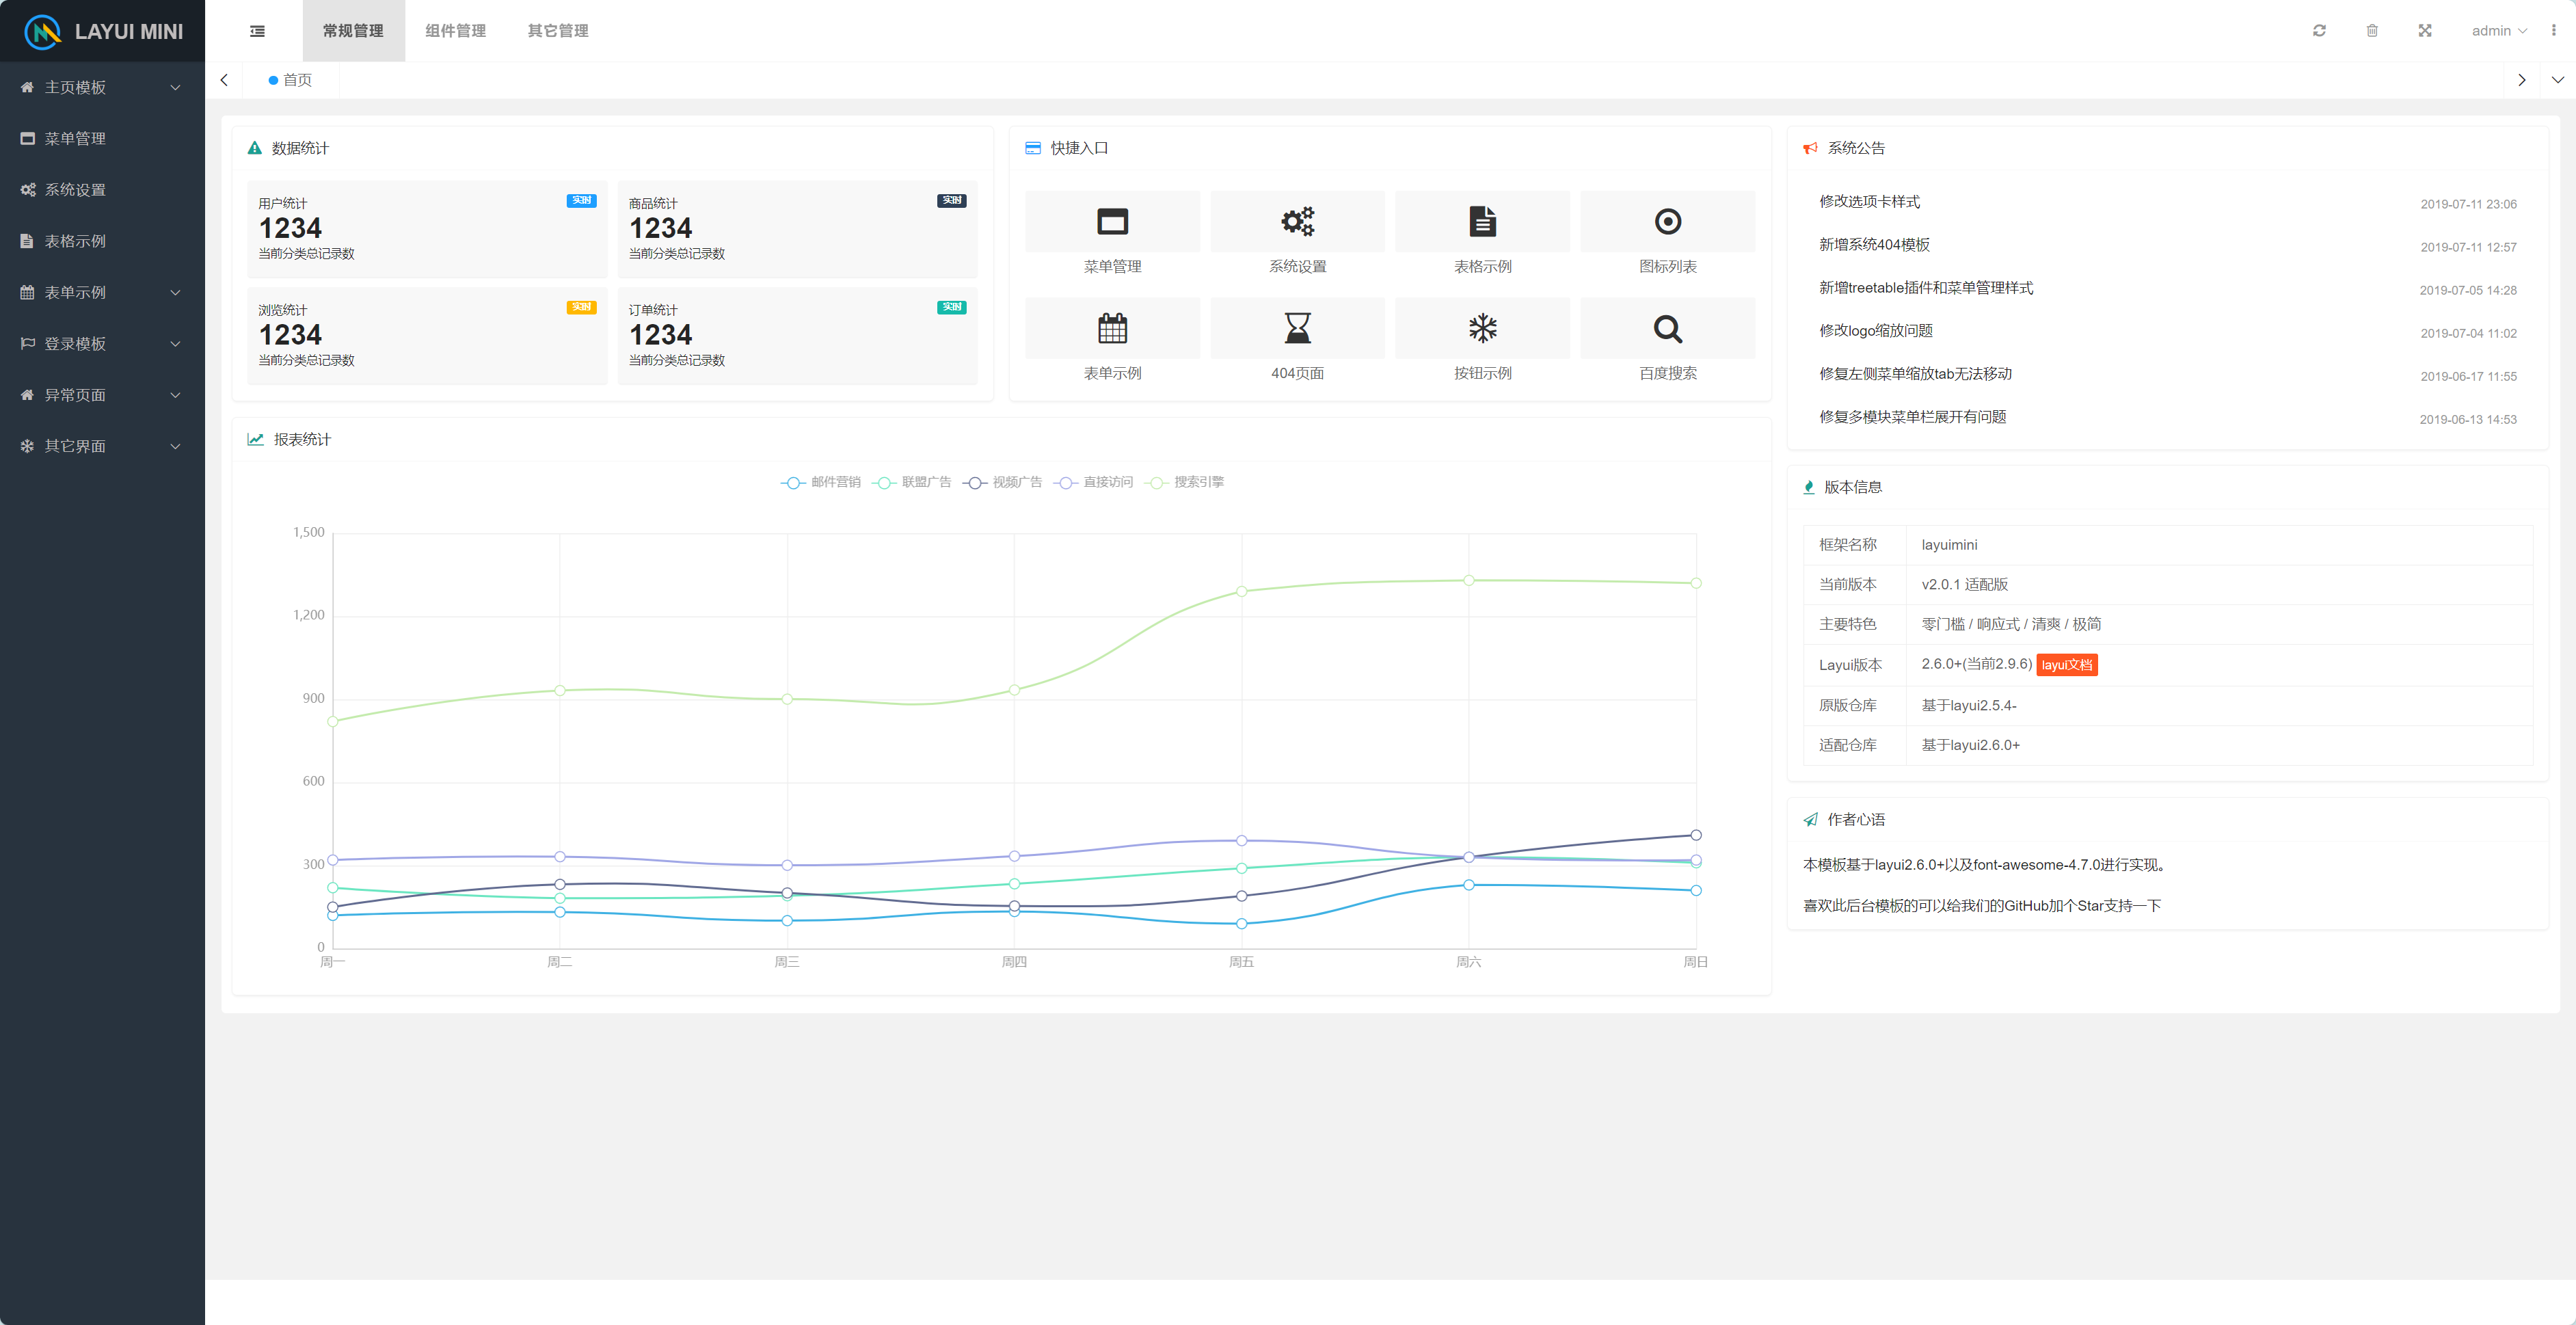 LAYUI MINI
常规管理
组件管理
其它管理
admin
主页模板
菜单管理
系统设置
表格示例
表单示例
登录模板
异常页面
其它界面
首页
数据统计
用户统计
实时
1234
当前分类总记录数
商品统计
实时
1234
当前分类总记录数
浏览统计
实时
1234
当前分类总记录数
订单统计
实时
1234
当前分类总记录数
快捷入口
菜单管理
系统设置
表格示例
图标列表
表单示例
404页面
按钮示例
百度搜索
报表统计
邮件营销
联盟广告
视频广告
直接访问
搜索引擎
1,500
1,200
900
600
300
0
周一
周二
周三
周四
周五
周六
周日
系统公告
修改选项卡样式 2019-07-11 23:06
新增系统404模板 2019-07-11 12:57
新增treetable插件和菜单管理样式 2019-07-05 14:28
修改logo缩放问题 2019-07-04 11:02
修复左侧菜单缩放tab无法移动 2019-06-17 11:55
修复多模块菜单栏展开有问题 2019-06-13 14:53
版本信息
框架名称 layuimini
当前版本 v2.0.1 适配版
主要特色 零门槛 / 响应式 / 清爽 / 极简
Layui版本 2.6.0+(当前2.9.6) layui文档
原版仓库 基于layui2.5.4-
适配仓库 基于layui2.6.0+
作者心语
本模板基于layui2.6.0+以及font-awesome-4.7.0进行实现。
喜欢此后台模板的可以给我们的GitHub加个Star支持一下